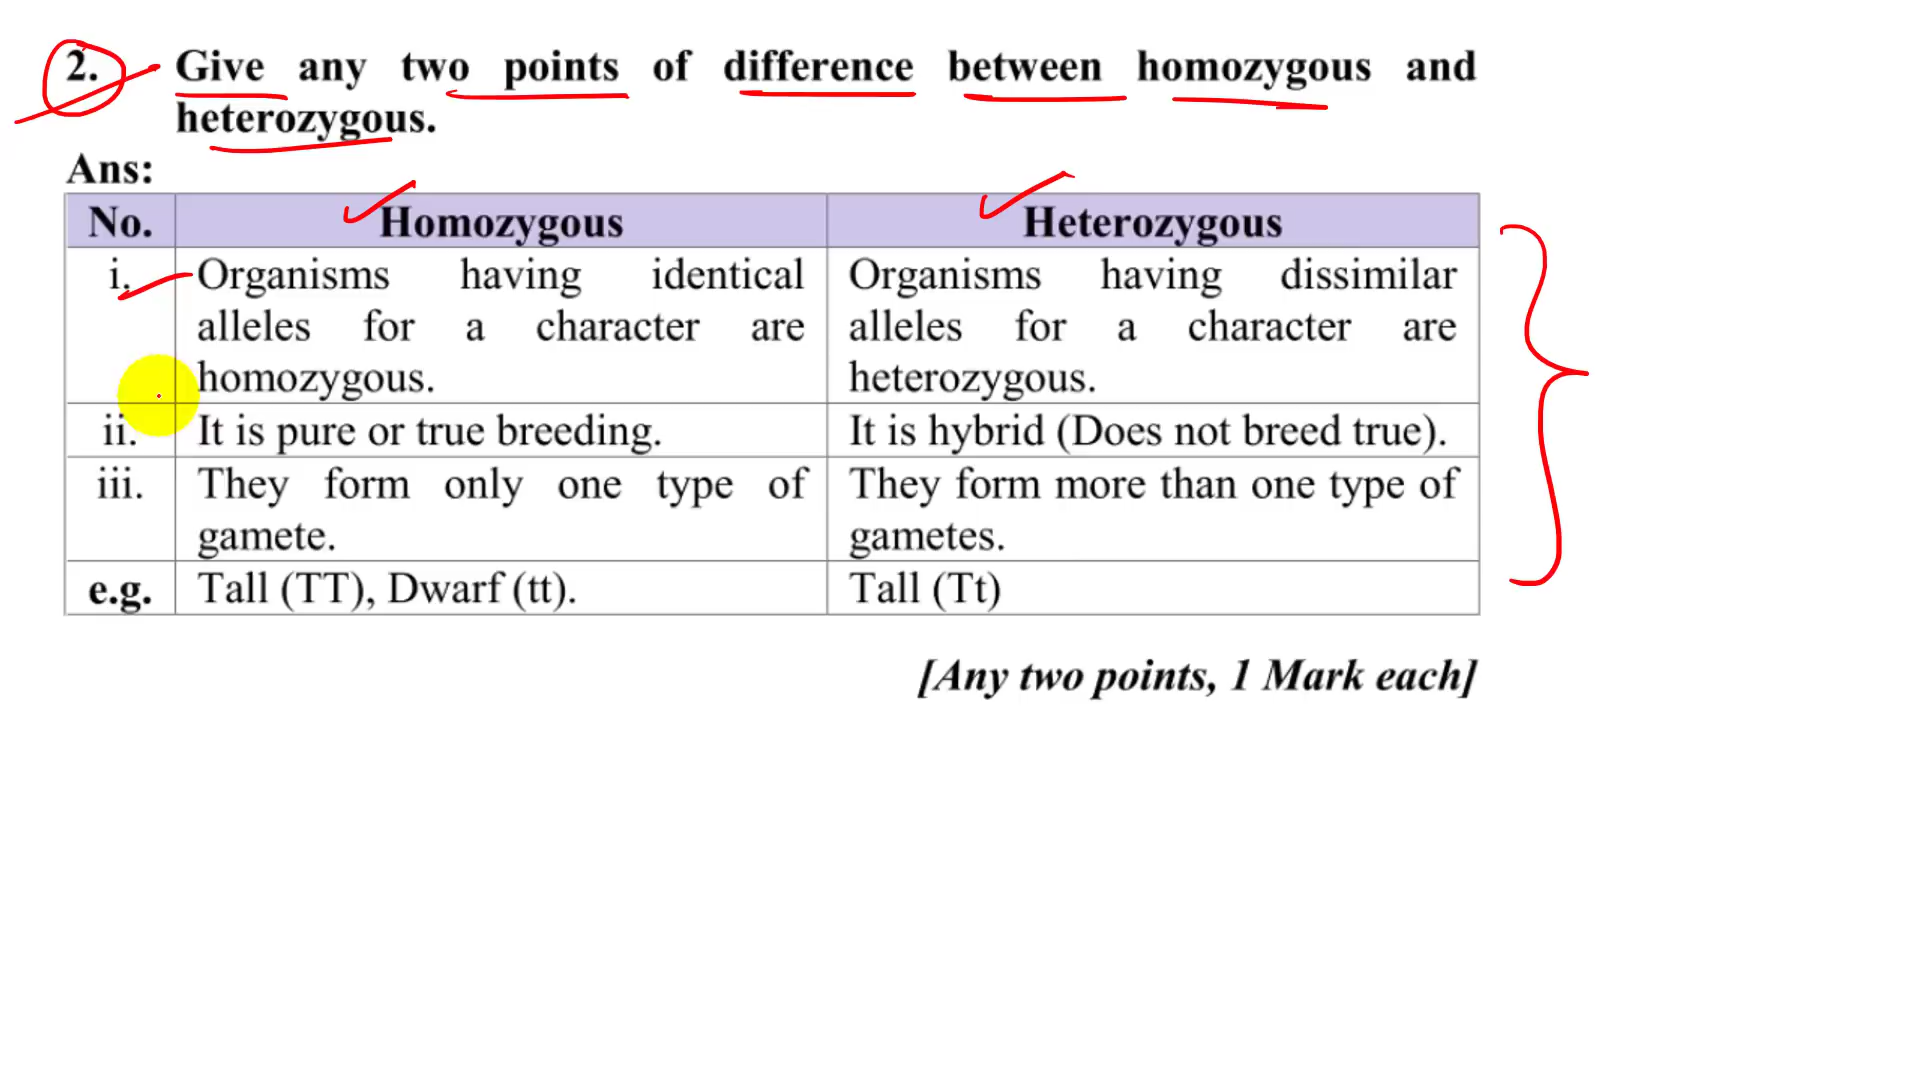 2. Give any two points of difference between homozygous and
heterozygous.
Ans:
No. Homozygous Heterozygous
i. Organisms having identical alleles for a character are homozygous. Organisms having dissimilar alleles for a character are heterozygous.
ii. It is pure or true breeding. It is hybrid (Does not breed true).
iii. They form only one type of gamete. They form more than one type of gametes.
e.g. Tall (TT), Dwarf (tt). Tall (Tt)
[Any two points, 1 Mark each]